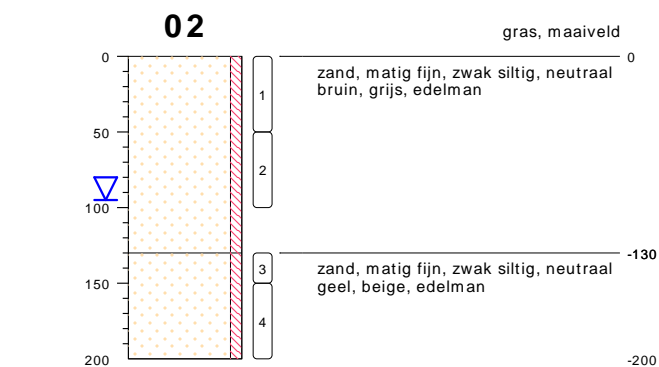 02
gras, maaiveld
0
0
zand, matig fijn, zwak siltig, neutraal
bruin, grijs, edelman
1
50
2
100
-130
zand, matig fijn, zwak siltig, neutraal
geel, beige, edelman
3
150
4
200
-200